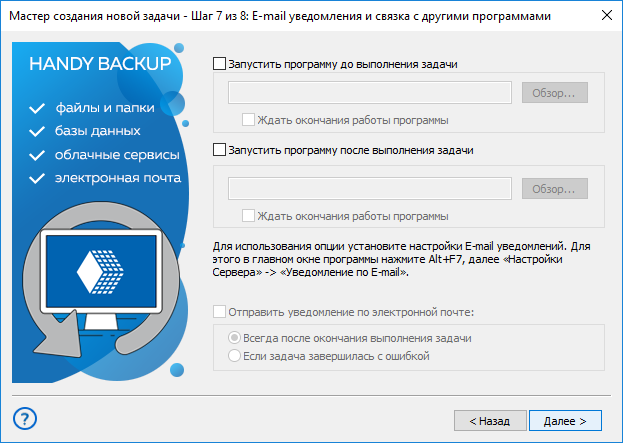 Мастер создания новой задачи - Шаг 7 из 8: E-mail уведомления и связка с другими программами
HANDY BACKUP
файлы и папки
базы данных
облачные сервисы
электронная почта
Запустить программу до выполнения задачи
Обзор...
Ждать окончания работы программы
Запустить программу после выполнения задачи
Обзор...
Ждать окончания работы программы
Для использования опции установите настройки E-mail уведомлений. Для
этого в главном окне программы нажмите Alt+F7, далее «Настройки
Сервера» -> «Уведомление по E-mail».
Отправить уведомление по электронной почте:
Всегда после окончания выполнения задачи
Если задача завершилась с ошибкой
?
< Назад
Далее >